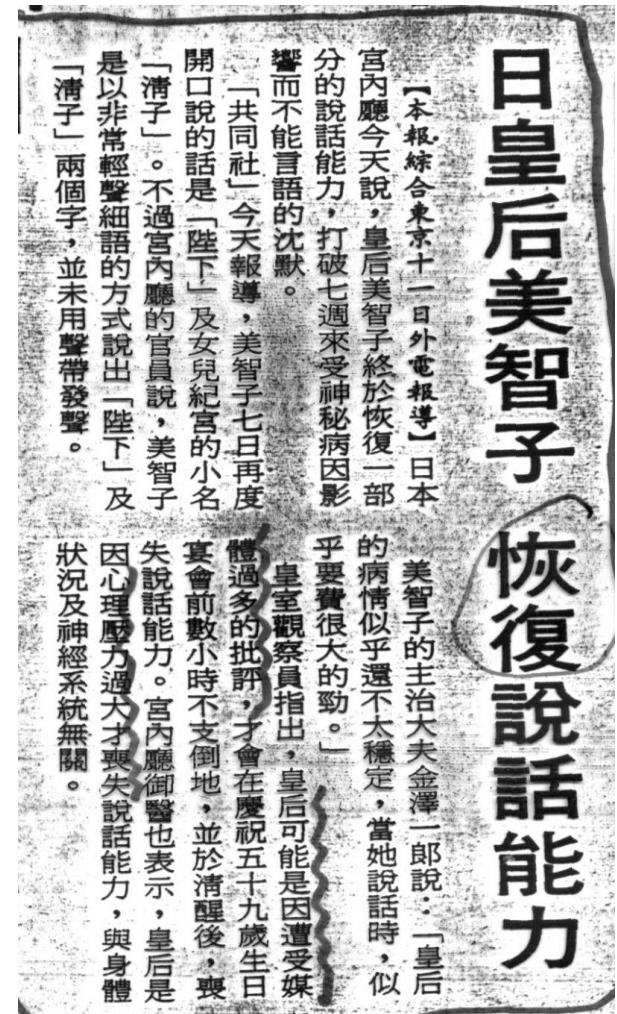 日皇后美智子 恢復說話能力
【本報綜合東京十一日外電報導】日本
宮內廳今天說，皇后美智子終於恢復一部
分的說話能力，打破七週來受神秘病因影
響而不能言語的沈默。
「共同社」今天報導，美智子七日再度
開口說的話是「陛下」及女兒紀宮的小名
「清子」。不過宮內廳的官員說，美智子
是以非常輕聲細語的方式說出「陛下」及
「清子」兩個字，並未用聲帶發聲。
美智子的主治大夫金澤一郎說：「皇后
的病情似乎還不太穩定，當她說話時，似
乎要費很大的勁。」
皇室觀察員指出，皇后可能是因遭受媒
體過多的批評，才會在慶祝五十九歲生日
宴會前數小時不支倒地，並於清醒後，喪
失說話能力。宮內廳御醫也表示，皇后是
因心理壓力過大才喪失說話能力，與身體
狀況及神經系統無關。